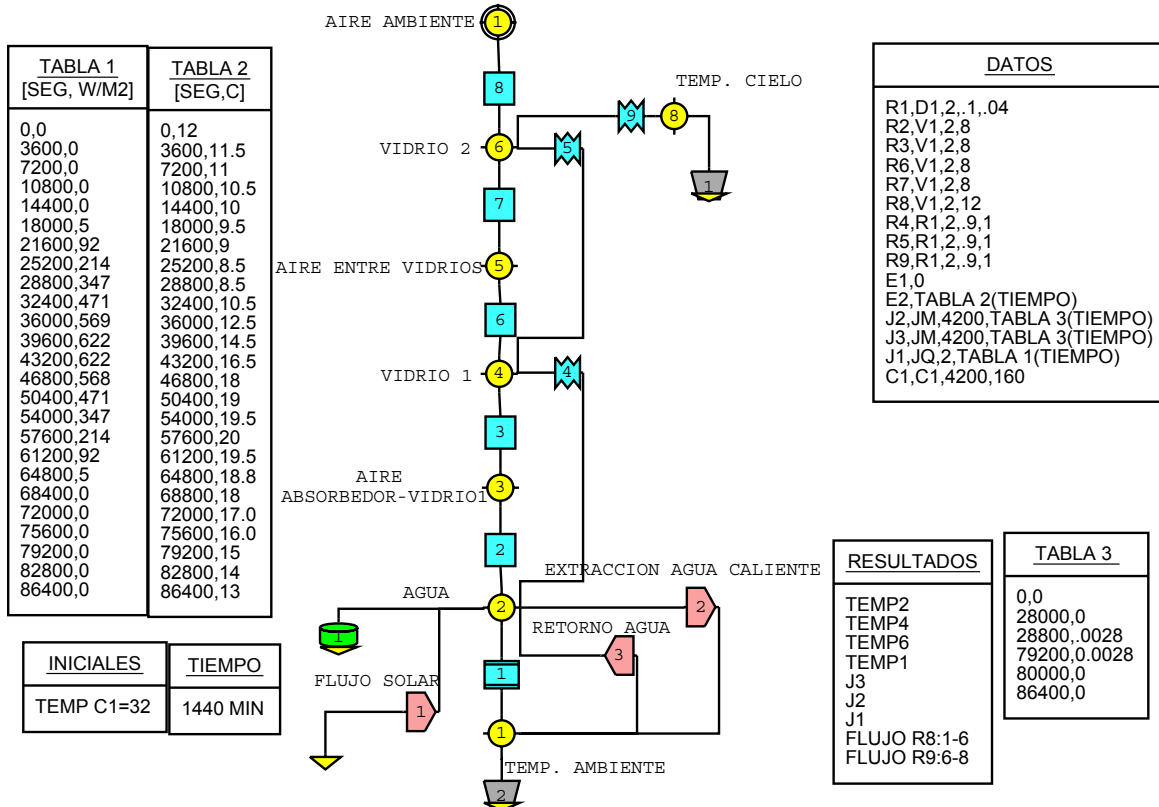 AIRE AMBIENTE
1
8
TEMP. CIELO
9
8
VIDRIO 2
6
5
1
7
AIRE ENTRE VIDRIOS
5
6
VIDRIO 1
4
4
3
AIRE
ABSORBEDOR-VIDRIO1
3
2
EXTRACCION AGUA CALIENTE
AGUA
2
2
1
RETORNO AGUA
3
1
FLUJO SOLAR
1
1
TEMP. AMBIENTE
2
TABLA 1
[SEG, W/M2]
0,0
3600,0
7200,0
10800,0
14400,0
18000,5
21600,92
25200,214
28800,347
32400,471
36000,569
39600,622
43200,622
46800,568
50400,471
54000,347
57600,214
61200,92
64800,5
68400,0
72000,0
75600,0
79200,0
82800,0
86400,0
TABLA 2
[SEG,C]
0,12
3600,11.5
7200,11
10800,10.5
14400,10
18000,9.5
21600,9
25200,8.5
28800,8.5
32400,10.5
36000,12.5
39600,14.5
43200,16.5
46800,18
50400,19
54000,19.5
57600,20
61200,19.5
64800,18.8
68800,18
72000,17.0
75600,16.0
79200,15
82800,14
86400,13
INICIALES
TEMP C1=32
TIEMPO
1440 MIN
DATOS
R1,D1,2,.1,.04
R2,V1,2,8
R3,V1,2,8
R6,V1,2,8
R7,V1,2,8
R8,V1,2,12
R4,R1,2,.9,1
R5,R1,2,.9,1
R9,R1,2,.9,1
E1,0
E2,TABLA 2(TIEMPO)
J2,JM,4200,TABLA 3(TIEMPO)
J3,JM,4200,TABLA 3(TIEMPO)
J1,JQ,2,TABLA 1(TIEMPO)
C1,C1,4200,160
RESULTADOS
TEMP2
TEMP4
TEMP6
TEMP1
J3
J2
J1
FLUJO R8:1-6
FLUJO R9:6-8
TABLA 3
0,0
28000,0
28800,.0028
79200,0.0028
80000,0
86400,0